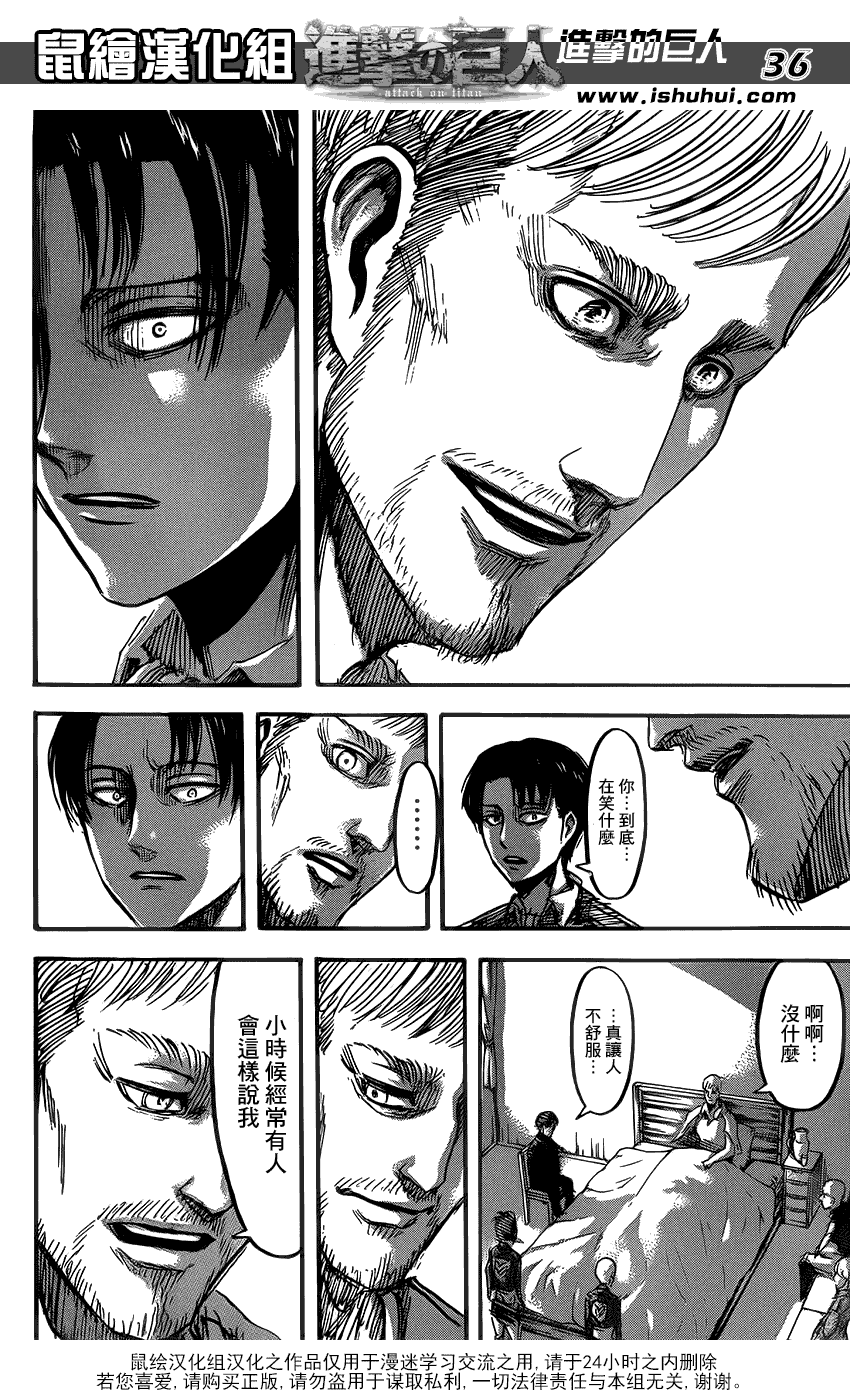 鼠繪漢化組
進撃の巨人
attack on titan
進擊的巨人
36
www.ishuhui.com
你…到底…
在笑什麼
……
啊啊…
沒什麼
…真讓人
不舒服…
小時候經常有人
會這樣說我
鼠绘汉化组汉化之作品仅用于漫迷学习交流之用,请于24小时之内删除
若您喜爱,请购买正版,请勿盗用于谋取私利,一切法律责任与本组无关,谢谢。